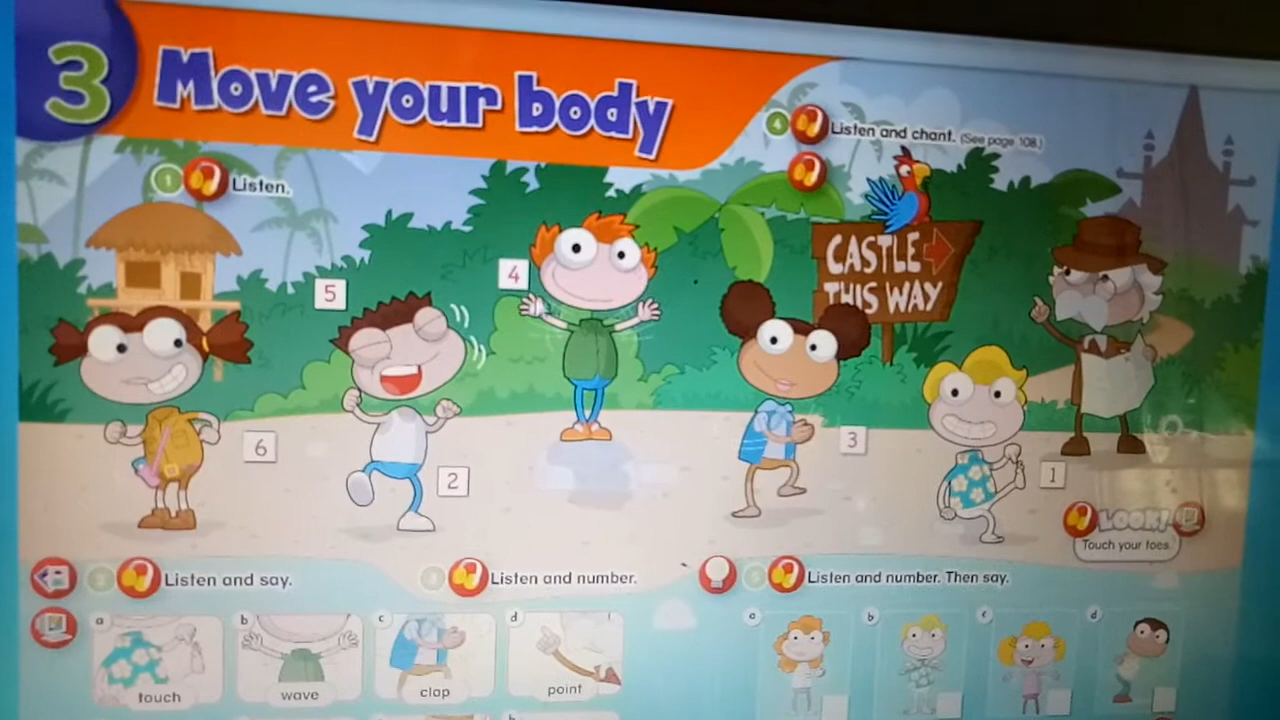 3 Move your body
4 Listen and chant. (See page 108.)
1 Listen.
CASTLE
THIS WAY
4
5
6
3
2
1
LOOK!
Touch your toes.
Listen and say.
Listen and number.
Listen and number. Then say.
a
b
c
d
a
b
c
d
touch
wave
clap
point